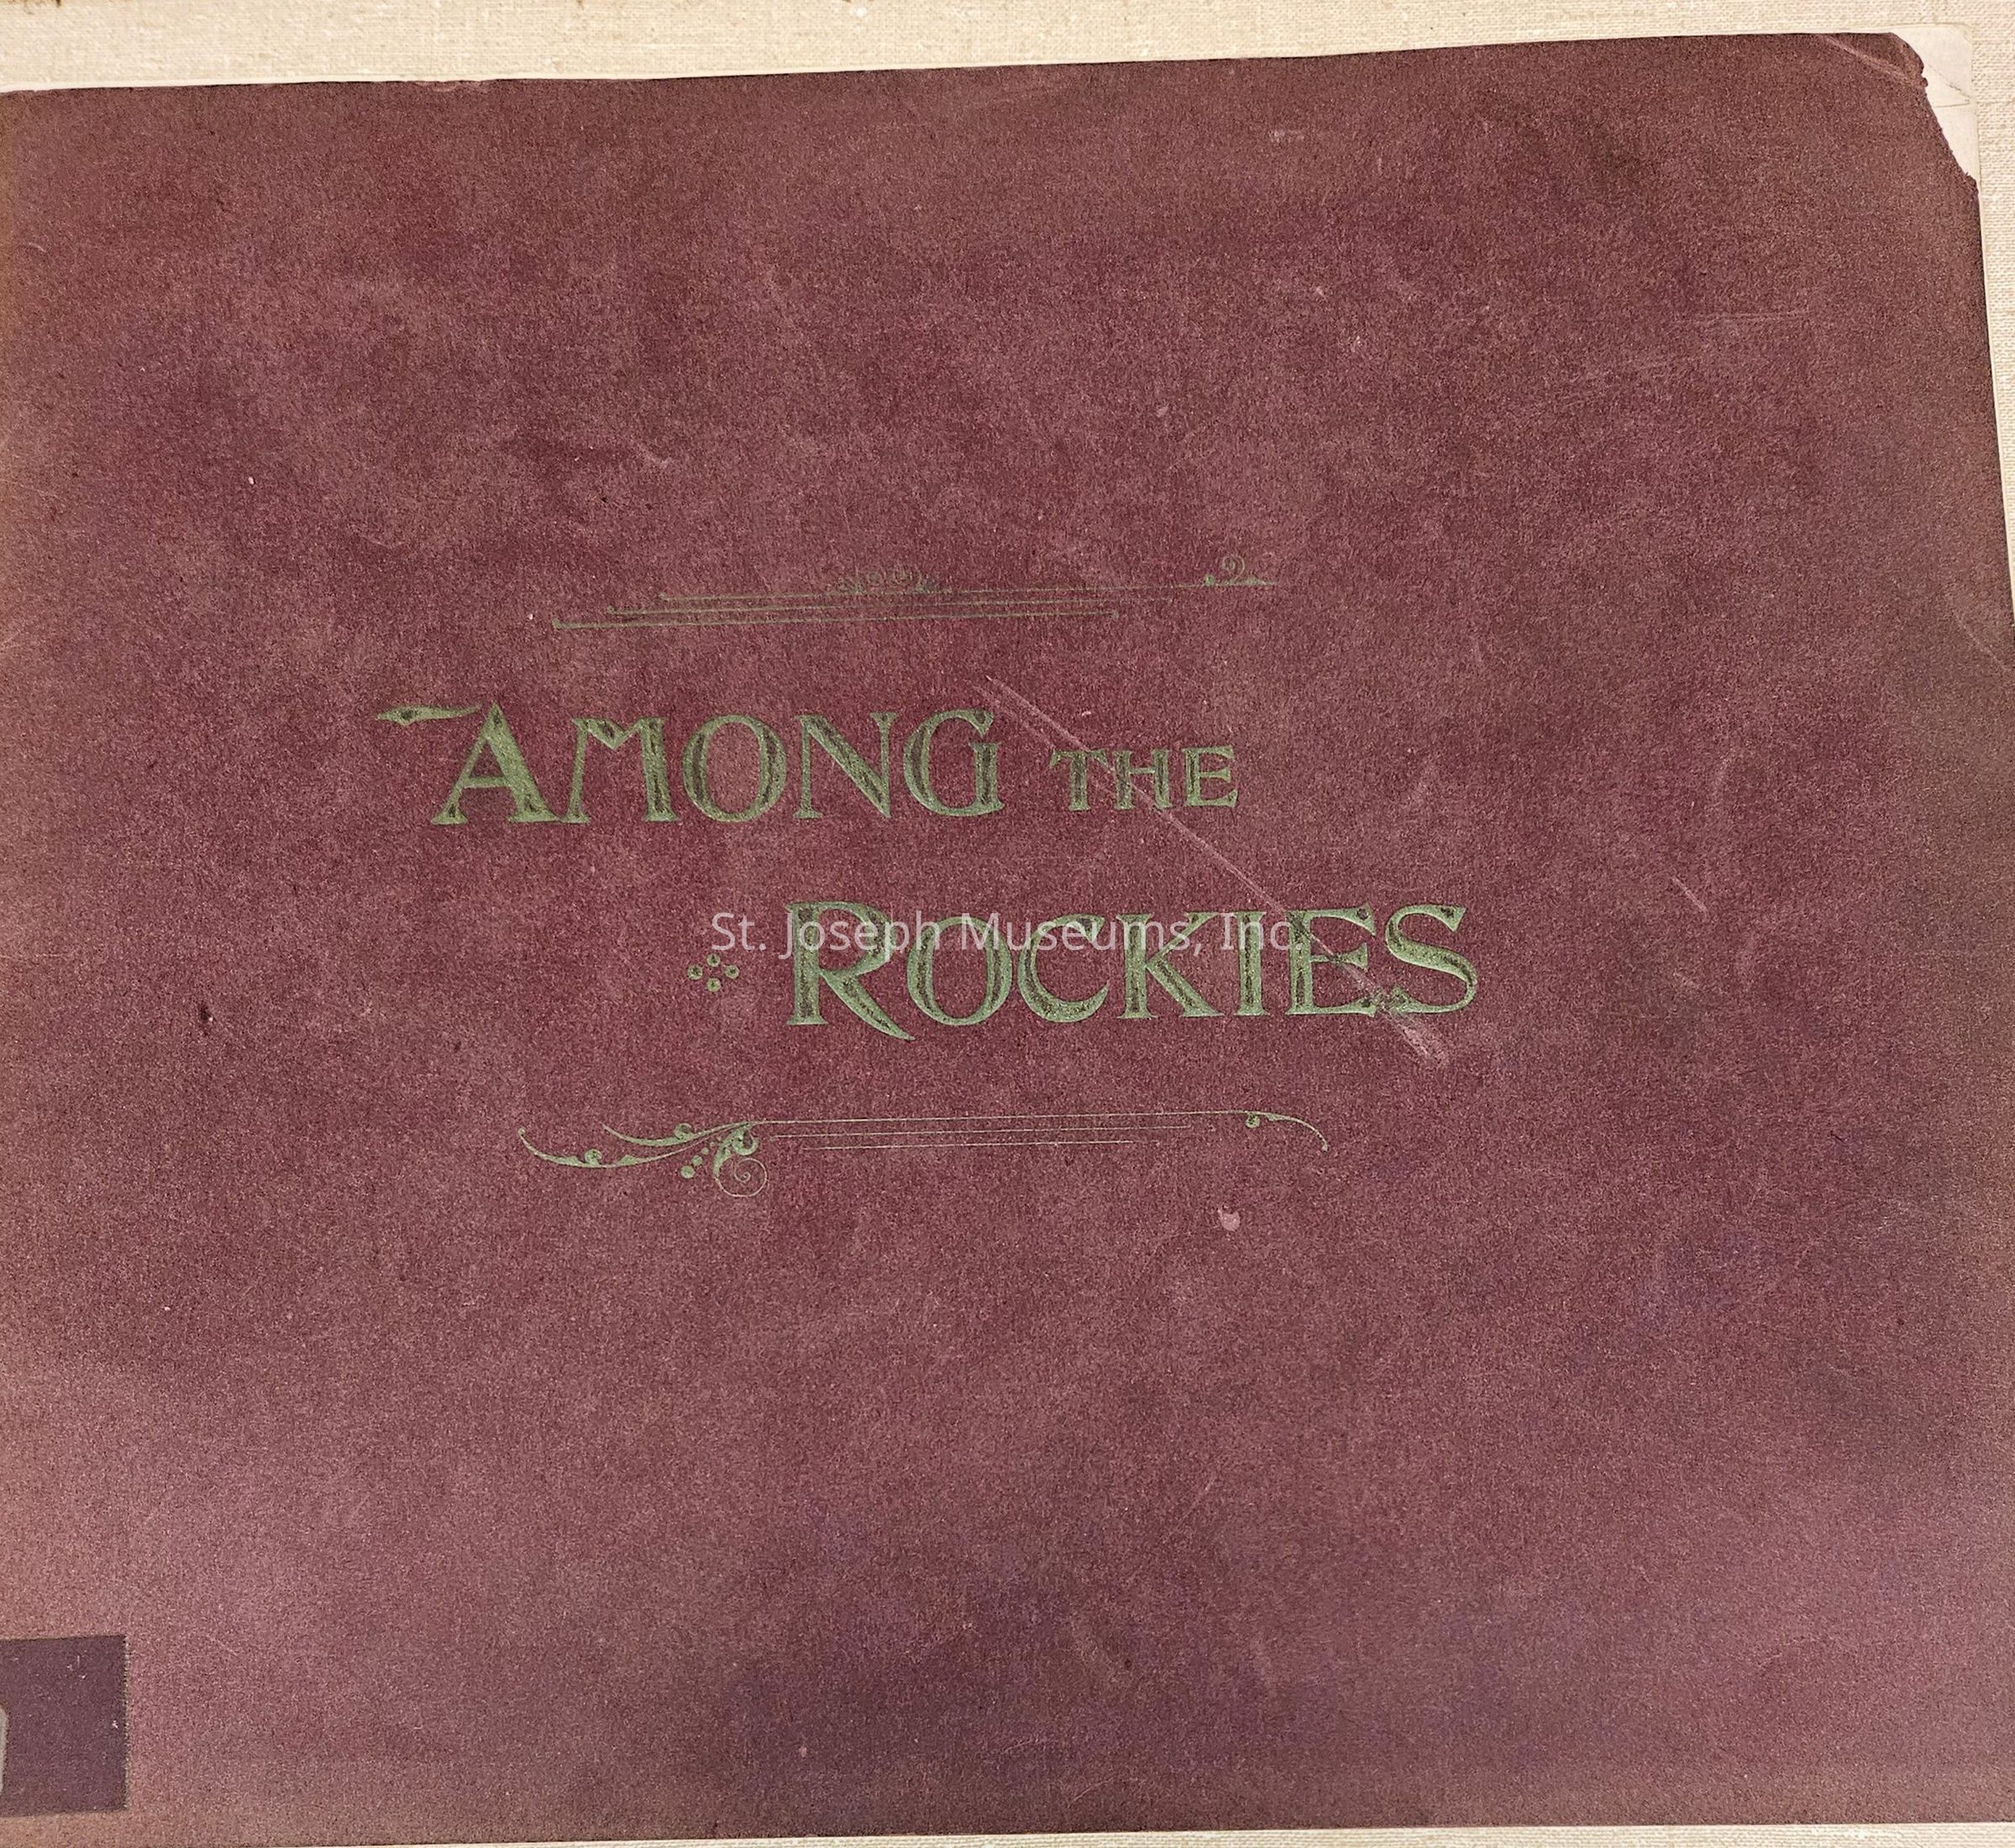 AMONG THE
ROCKIES
St. Joseph Museums, Inc.